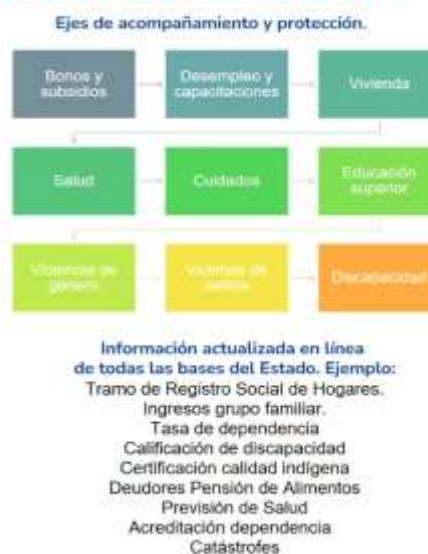 Ejes de acompañamiento y protección.
Bonos y
subsidios
Desempleo y
capacitaciones
Vivienda
Salud
Cuidados
Educación
superior
Violencia de
género
Víctimas de
delitos
Discapacidad
Información actualizada en línea
de todas las bases del Estado. Ejemplo:
Tramo de Registro Social de Hogares.
Ingresos grupo familiar.
Tasa de dependencia
Calificación de discapacidad
Certificación calidad indígena
Deudores Pensión de Alimentos
Previsión de Salud
Acreditación dependencia
Catástrofes